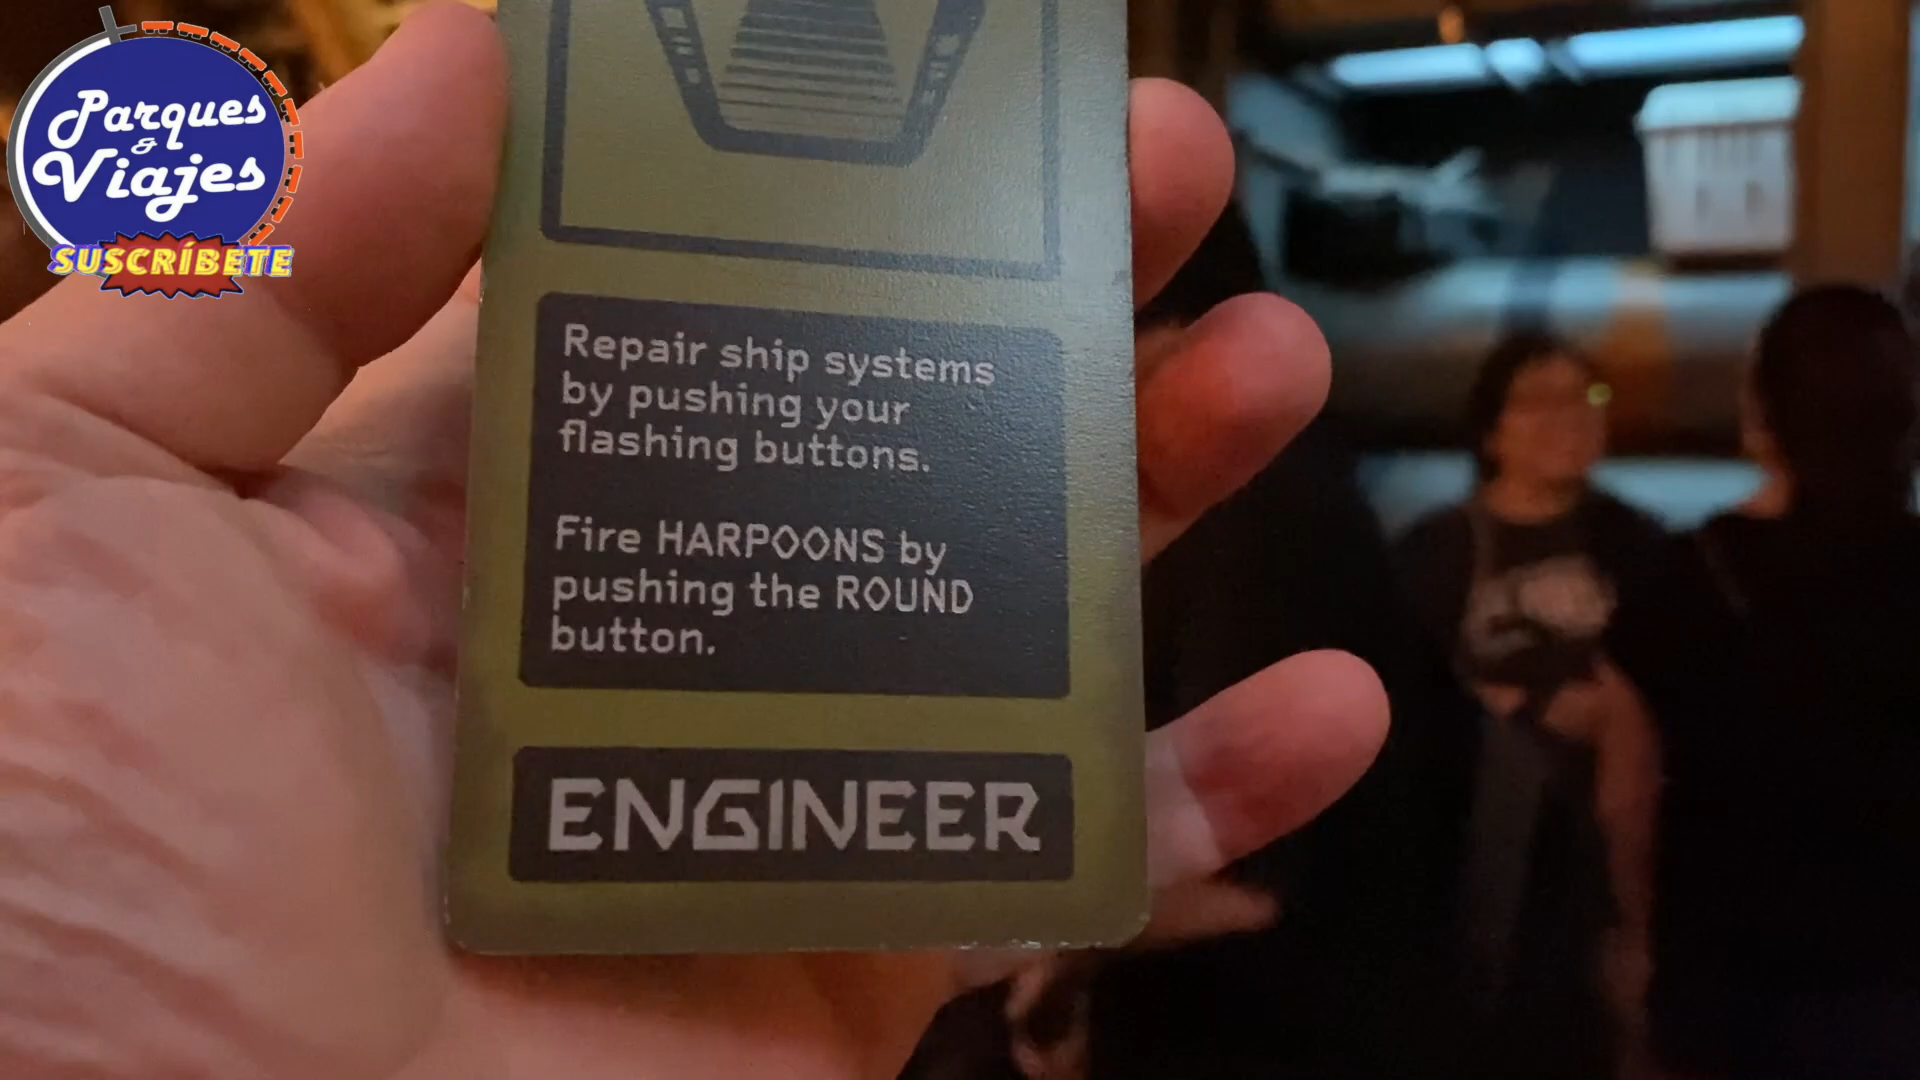 Parques
&
Viajes
SUSCRÍBETE
Repair ship systems
by pushing your
flashing buttons.
Fire HARPOONS by
pushing the ROUND
button.
ENGINEER